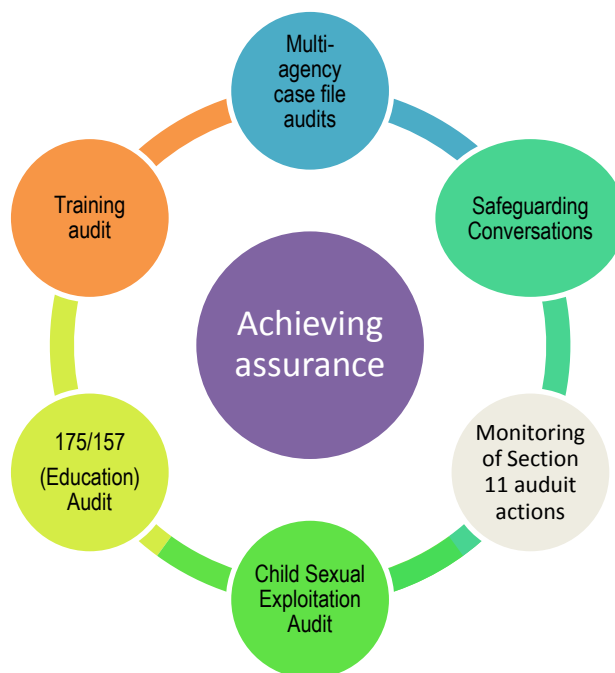 Multi-
agency
case file
audits
Safeguarding
Conversations
Monitoring
of Section
11 auduit
actions
Child Sexual
Exploitation
Audit
175/157
(Education)
Audit
Training
audit
Achieving
assurance